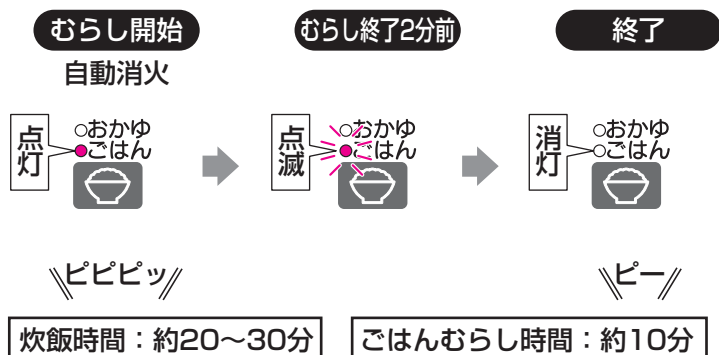 むらし開始
自動消火
点灯
○おかゆ
●ごはん
むらし終了2分前
点滅
○おかゆ
●ごはん
終了
消灯
○おかゆ
○ごはん
ピピピッ
ピー
炊飯時間：約20～30分
ごはんむらし時間：約10分